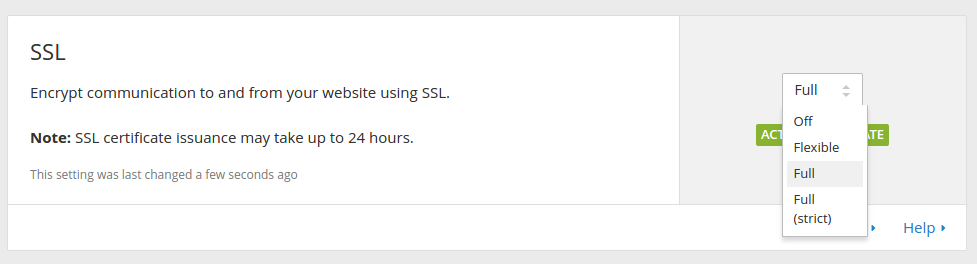 SSL
Encrypt communication to and from your website using SSL.
Note: SSL certificate issuance may take up to 24 hours.
This setting was last changed a few seconds ago
Full
Off
Flexible
Full
Full
(strict)
Help